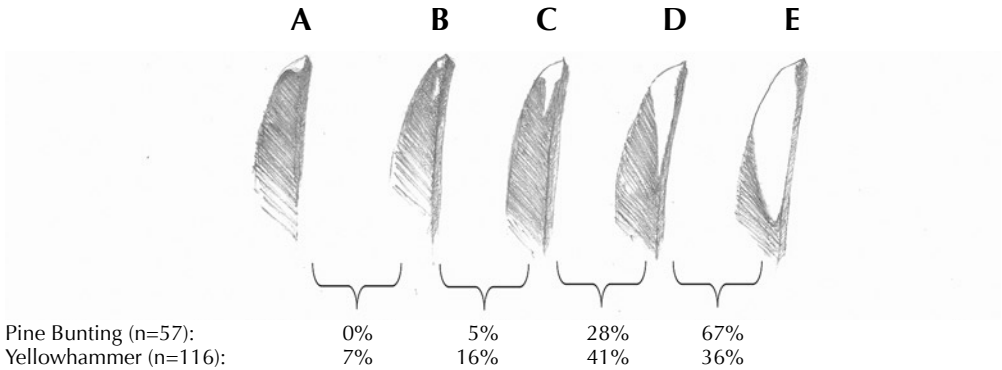 A B C D E
Pine Bunting (n=57): 0% 5% 28% 67%
Yellowhammer (n=116): 7% 16% 41% 36%